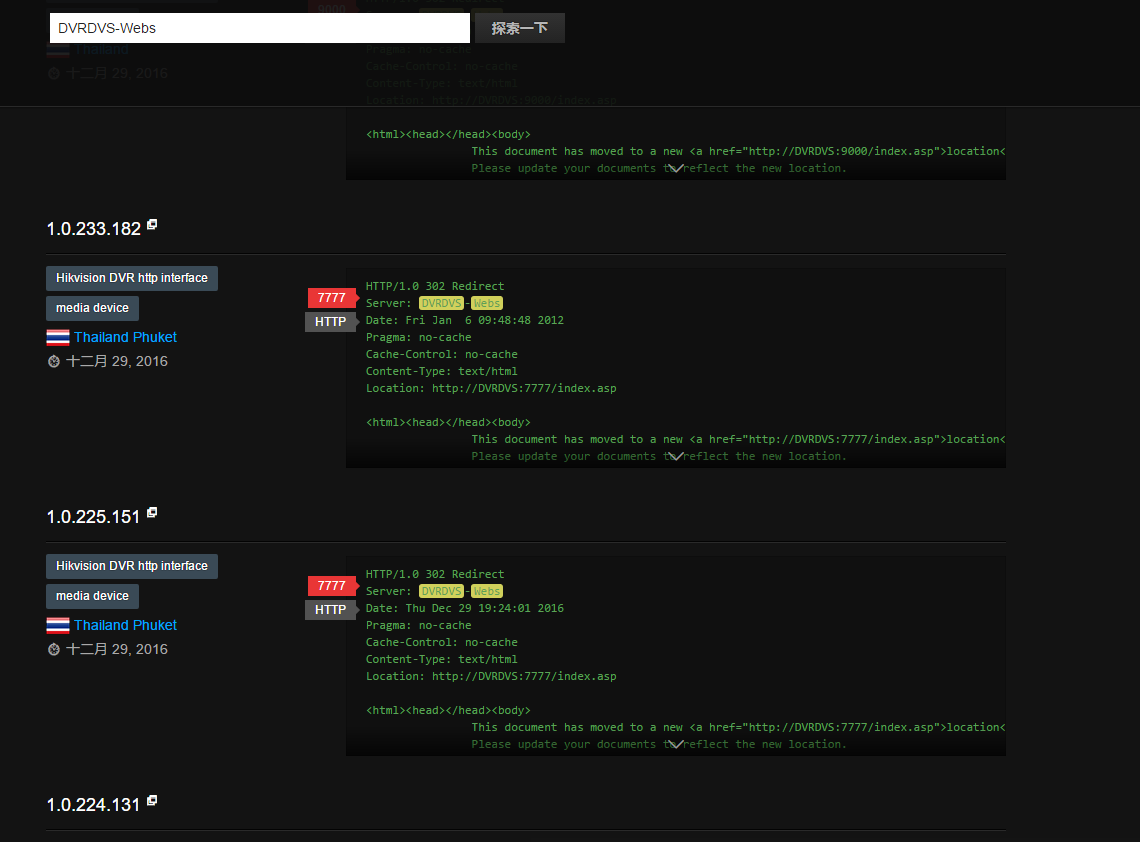 9000
DVRDVS-Webs
探索一下
Thailand
Pragma: no-cache
十二月 29, 2016
Cache-Control: no-cache
Content-Type: text/html
Location: http://DVRDVS:9000/index.asp
<html><head></head><body>
This document has moved to a new <a href="http://DVRDVS:9000/index.asp">location<
Please update your documents to reflect the new location.
1.0.233.182
Hikvision DVR http interface
media device
Thailand Phuket
十二月 29, 2016
7777
HTTP
HTTP/1.0 302 Redirect
Server: DVRDVS-Webs
Date: Fri Jan  6 09:48:48 2012
Pragma: no-cache
Cache-Control: no-cache
Content-Type: text/html
Location: http://DVRDVS:7777/index.asp
<html><head></head><body>
This document has moved to a new <a href="http://DVRDVS:7777/index.asp">location<
Please update your documents to reflect the new location.
1.0.225.151
Hikvision DVR http interface
media device
Thailand Phuket
十二月 29, 2016
7777
HTTP
HTTP/1.0 302 Redirect
Server: DVRDVS-Webs
Date: Thu Dec 29 19:24:01 2016
Pragma: no-cache
Cache-Control: no-cache
Content-Type: text/html
Location: http://DVRDVS:7777/index.asp
<html><head></head><body>
This document has moved to a new <a href="http://DVRDVS:7777/index.asp">location<
Please update your documents to reflect the new location.
1.0.224.131